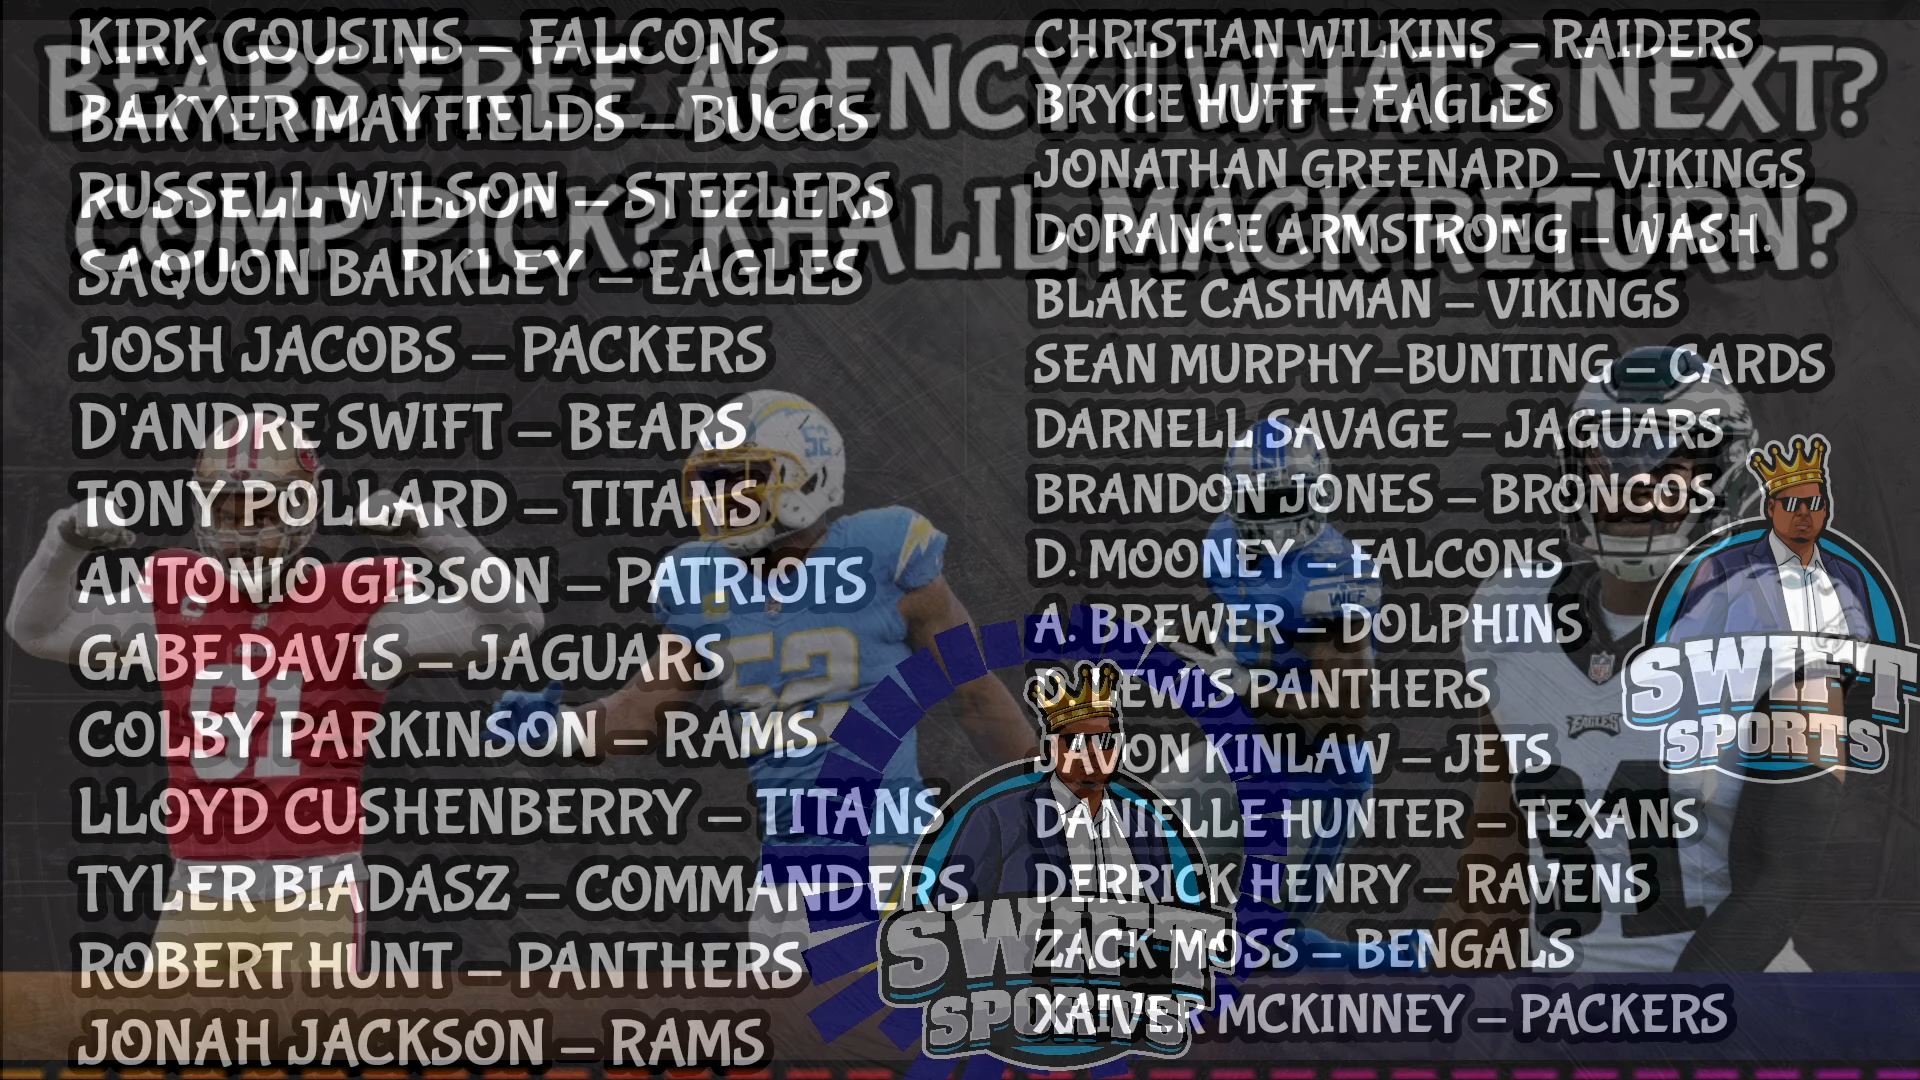 BEARS FREE AGENCY || WHAT'S NEXT?
COMP PICK? KHALIL MACK RETURN?
KIRK COUSINS – FALCONS
BAKYER MAYFIELDS – BUCCS
RUSSELL WILSON – STEELERS
SAQUON BARKLEY – EAGLES
JOSH JACOBS – PACKERS
D'ANDRE SWIFT – BEARS
TONY POLLARD – TITANS
ANTONIO GIBSON – PATRIOTS
GABE DAVIS – JAGUARS
COLBY PARKINSON – RAMS
LLOYD CUSHENBERRY – TITANS
TYLER BIADASZ – COMMANDERS
ROBERT HUNT – PANTHERS
JONAH JACKSON – RAMS
CHRISTIAN WILKINS – RAIDERS
BRYCE HUFF – EAGLES
JONATHAN GREENARD – VIKINGS
DORANCE ARMSTRONG – WASH.
BLAKE CASHMAN – VIKINGS
SEAN MURPHY–BUNTING – CARDS
DARNELL SAVAGE – JAGUARS
BRANDON JONES – BRONCOS
D. MOONEY – FALCONS
A. BREWER – DOLPHINS
D. LEWIS PANTHERS
JAVON KINLAW – JETS
DANIELLE HUNTER – TEXANS
DERRICK HENRY – RAVENS
ZACK MOSS – BENGALS
XAIVER MCKINNEY – PACKERS
91
52
52
WCF
EAGLES
SWIFT
SPORTS
SWIFT
SPORTS